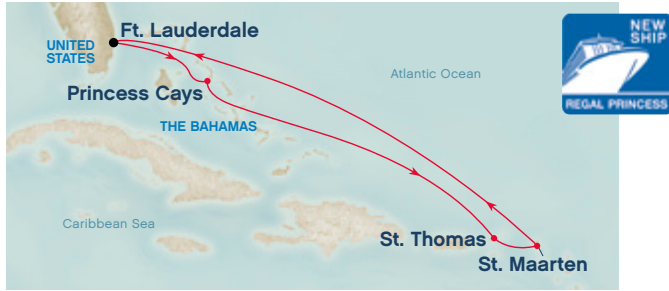 Ft. Lauderdale
UNITED
STATES
Princess Cays
THE BAHAMAS
Atlantic Ocean
Caribbean Sea
St. Thomas
St. Maarten
NEW
SHIP
REGAL PRINCESS